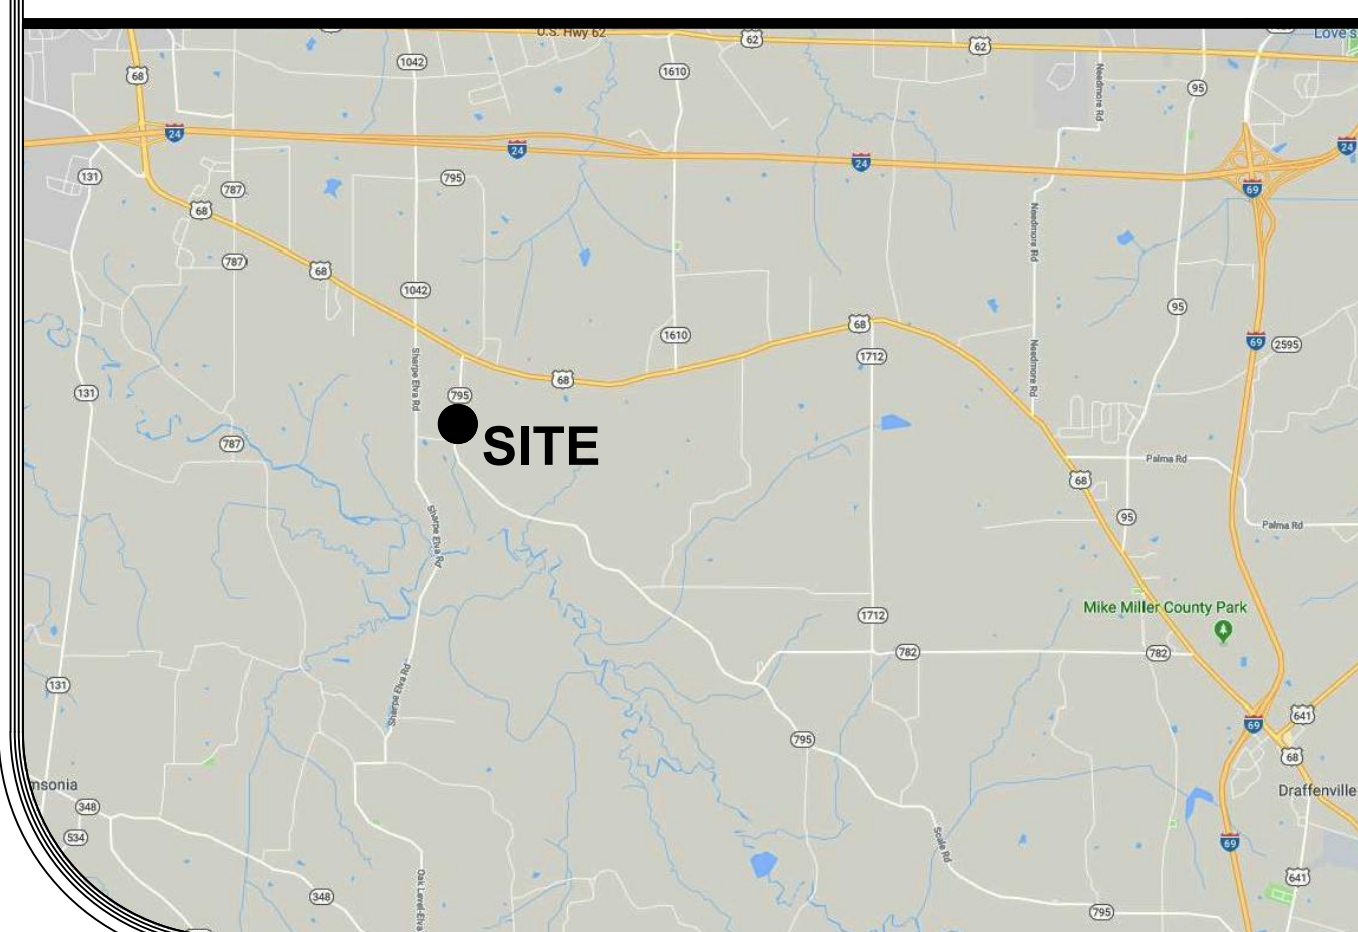 U.S. Hwy 62
Love's
62
62
1042
1610
68
95
Needmore Rd
24
24
24
24
131
795
787
69
68
Needmore Rd
787
68
1042
95
68
1610
69
2595
1712
Sharpe Elva Rd
Needmore Rd
68
131
795
SITE
787
Palma Rd
68
95
Palma Rd
Sharpe Elva Rd
Mike Miller County Park
1712
782
782
131
Sharpe Elva Rd
641
69
795
68
msonia
Draffenville
348
534
Scale Rd
69
641
348
Oak Level-Elva
795